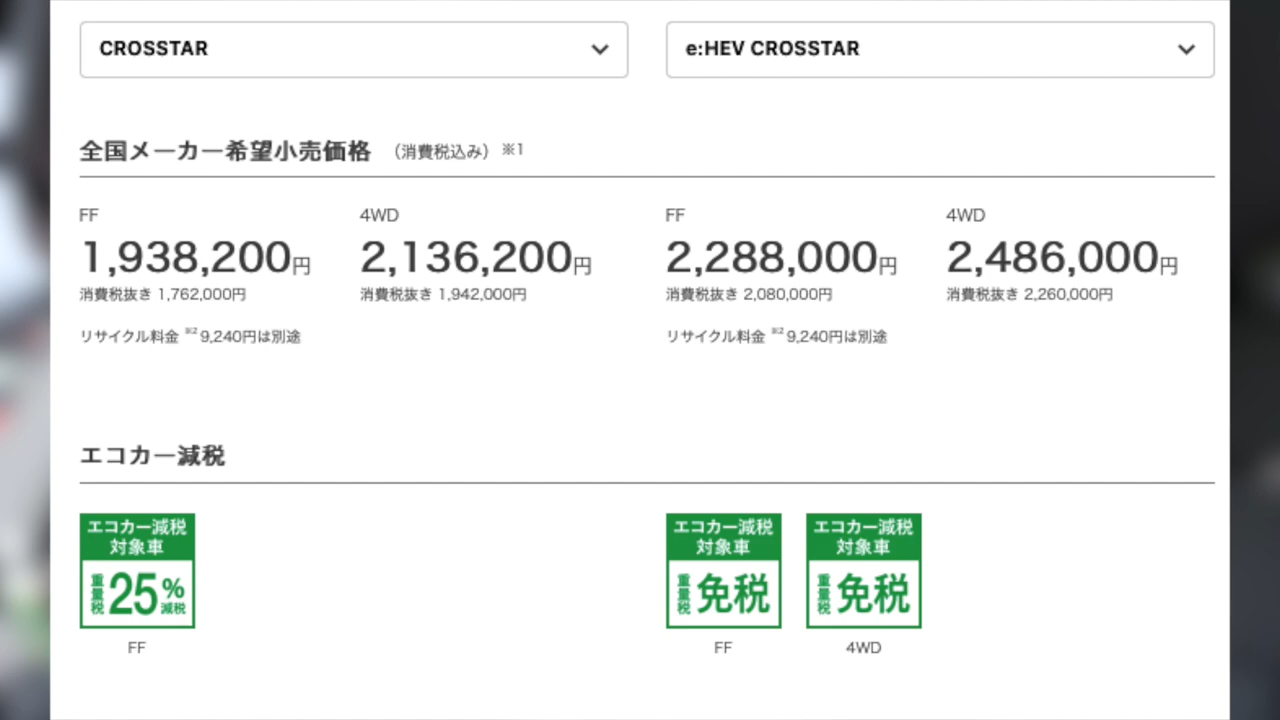 CROSSTAR
e:HEV CROSSTAR
全国メーカー希望小売価格 （消費税込み）※1
FF
4WD
FF
4WD
1,938,200円
2,136,200円
2,288,000円
2,486,000円
消費税抜き 1,762,000円
消費税抜き 1,942,000円
消費税抜き 2,080,000円
消費税抜き 2,260,000円
リサイクル料金 ※2 9,240円は別途
リサイクル料金 ※2 9,240円は別途
エコカー減税
エコカー減税
対象車
重量税 25%減税
FF
エコカー減税
対象車
重量税 免税
FF
エコカー減税
対象車
重量税 免税
4WD